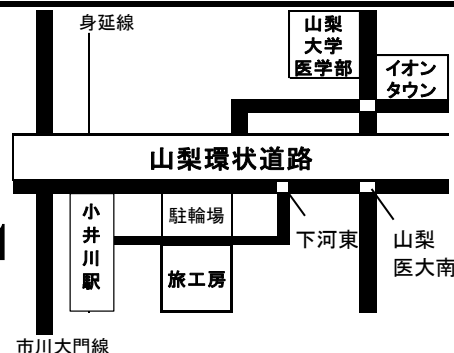 身延線
山梨
大学
医学部
イオン
タウン
山梨環状道路
小井川駅
駐輪場
旅工房
下河東
山梨
医大南
市川大門線